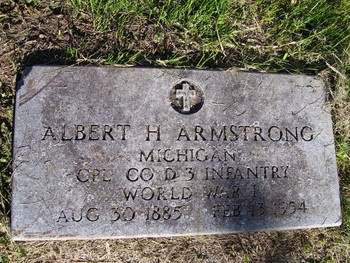 ALBERT H ARMSTRONG
MICHIGAN
CPL CO D 3 INFANTRY
WORLD WAR I
AUG 30 1885 FEB 13 1954